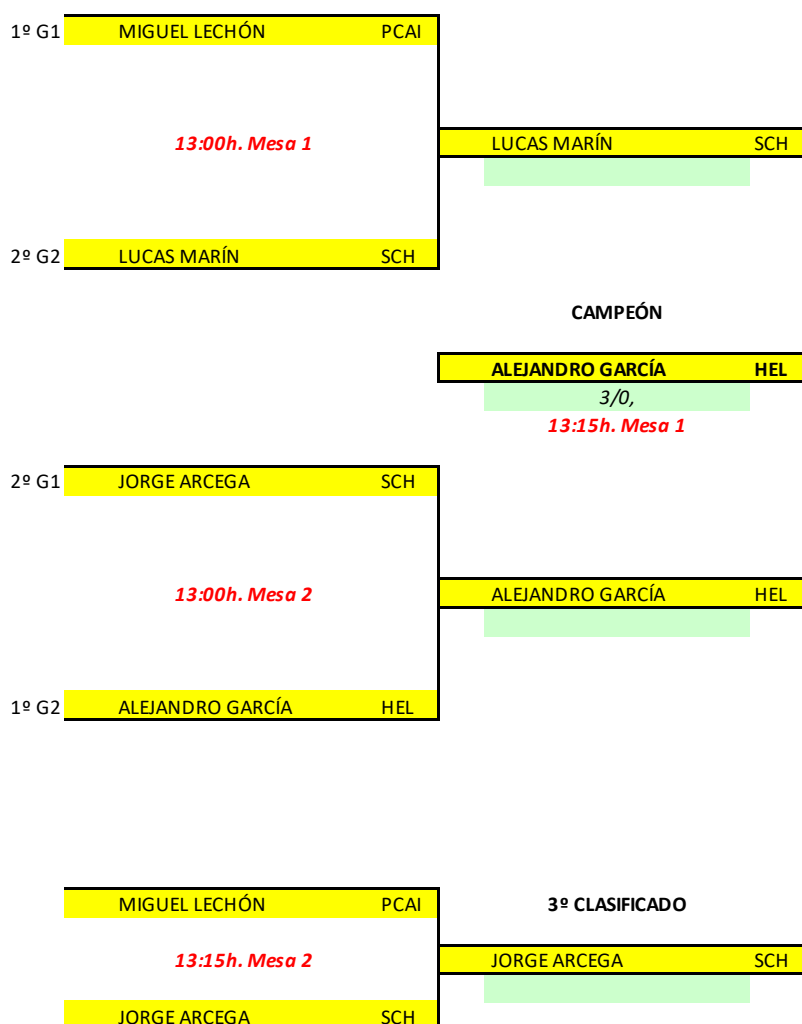 1º G1 MIGUEL LECHÓN PCAI
13:00h. Mesa 1
LUCAS MARÍN SCH
2º G2 LUCAS MARÍN SCH
CAMPEÓN
ALEJANDRO GARCÍA HEL
3/0,
13:15h. Mesa 1
2º G1 JORGE ARCEGA SCH
13:00h. Mesa 2
ALEJANDRO GARCÍA HEL
1º G2 ALEJANDRO GARCÍA HEL
MIGUEL LECHÓN PCAI
3º CLASIFICADO
13:15h. Mesa 2
JORGE ARCEGA SCH
JORGE ARCEGA SCH